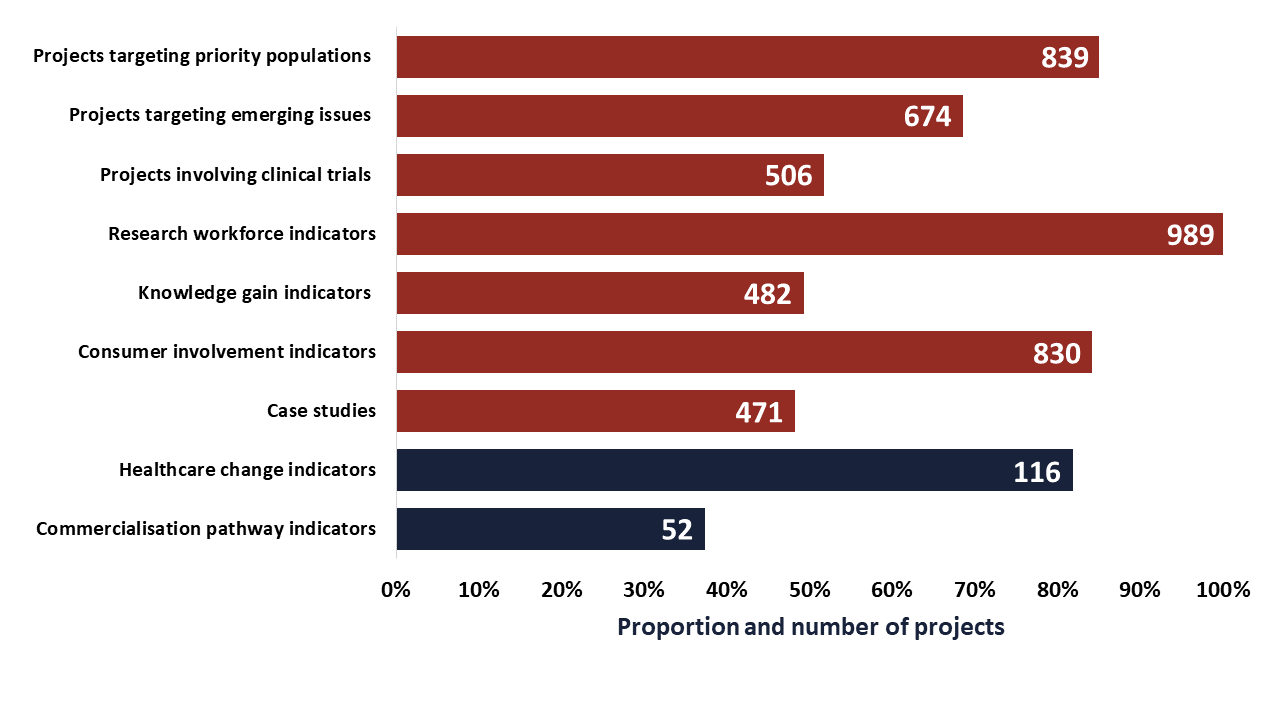 Projects targeting priority populations 839
Projects targeting emerging issues 674
Projects involving clinical trials 506
Research workforce indicators 989
Knowledge gain indicators 482
Consumer involvement indicators 830
Case studies 471
Healthcare change indicators 116
Commercialisation pathway indicators 52
0% 10% 20% 30% 40% 50% 60% 70% 80% 90% 100%
Proportion and number of projects